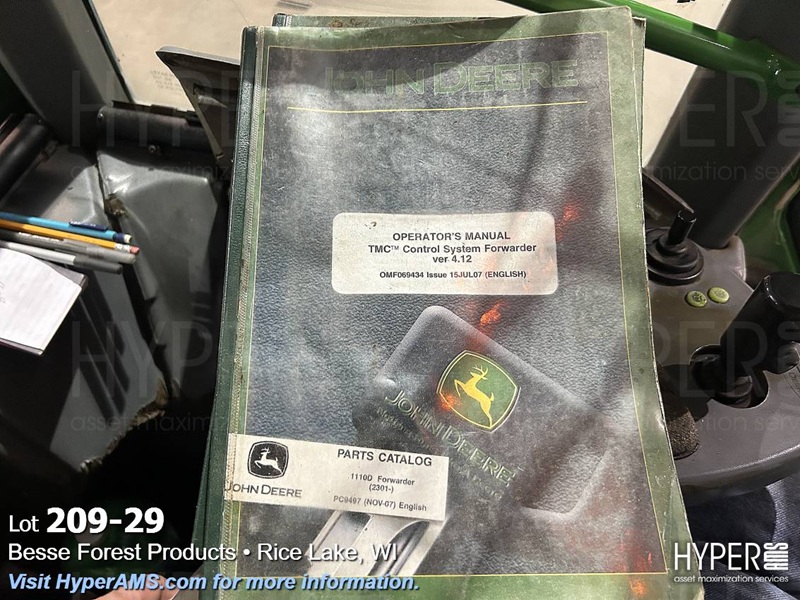 JOHN DEERE
OPERATOR'S MANUAL
TMC™ Control System Forwarder
ver 4.12
OMF069434 Issue 15JUL07 (ENGLISH)
JOHN DEERE
PARTS CATALOG
1110D Forwarder
(2301-)
PC9497 (NOV-07) English
JOHN DEERE
Lot 209-29
Besse Forest Products • Rice Lake, WI
Visit HyperAMS.com for more information.
HYPER AMS
asset maximization services